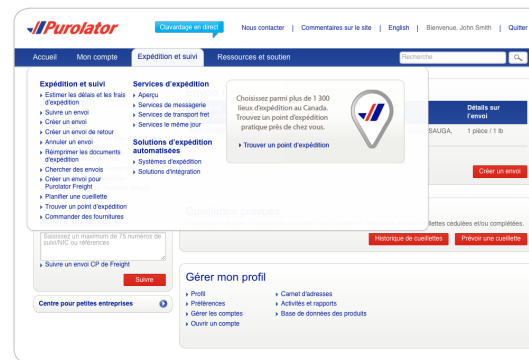 Purolator
Clavardage en direct
Nous contacter | Commentaires sur le site | English | Bienvenue, John Smith | Quitter
Accueil Mon compte Expédition et suivi Ressources et soutien Recherche
Expédition et suivi
Estimer les délais et les frais
d'expédition
Suivre un envoi
Créer un envoi
Créer un envoi de retour
Annuler un envoi
Réimprimer les documents
d'expédition
Chercher des envois
Créer un envoi pour
Purolator Freight
Planifier une cueillette
Trouver un point d'expédition
Commander des fournitures
Services d'expédition
Aperçu
Services de messagerie
Services de transport fret
Services le même jour
Solutions d'expédition
automatisées
Systèmes d'expédition
Solutions d'intégration
Choisissez parmi plus de 1 300
lieux d'expédition au Canada.
Trouvez un point d'expédition
pratique près de chez vous.
Trouver un point d'expédition
Détails sur
l'envoi
SAUGA, 1 pièce / 1 lb
Créer un envoi
Cueillettes prévues
llettes cédulées et/ou complétées.
Historique de cueillettes Prévoir une cueillette
Saisissez un maximum de 75 numéros de
suivi/NIC ou références
Suivre un envoi CP de Freight
Suivre
Centre pour petites entreprises
Gérer mon profil
Profil
Préférences
Gérer les comptes
Ouvrir un compte
Carnet d'adresses
Activités et rapports
Base de données des produits